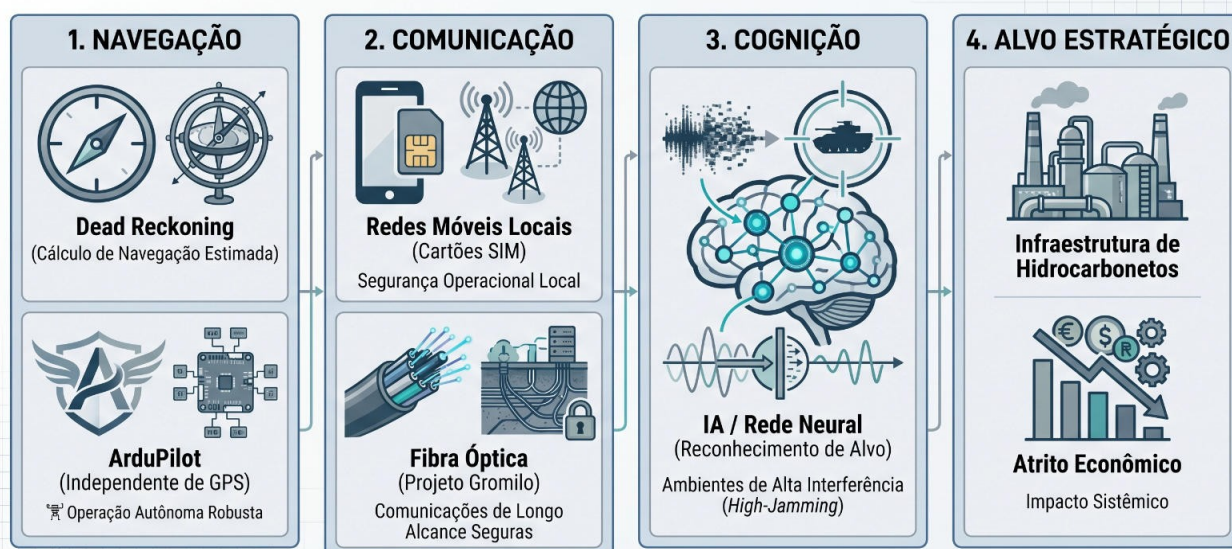 1. NAVEGAÇÃO
Dead Reckoning
(Cálculo de Navegação Estimada)
ArduPilot
(Independente de GPS)
Operação Autônoma Robusta
2. COMUNICAÇÃO
Redes Móveis Locais
(Cartões SIM)
Segurança Operacional Local
Fibra Óptica
(Projeto Gromilo)
Comunicações de Longo
Alcance Seguras
3. COGNIÇÃO
IA / Rede Neural
(Reconhecimento de Alvo)
Ambientes de Alta Interferência
(High-Jamming)
4. ALVO ESTRATÉGICO
Infraestrutura de
Hidrocarbonetos
€ $ R
Atrito Econômico
Impacto Sistêmico